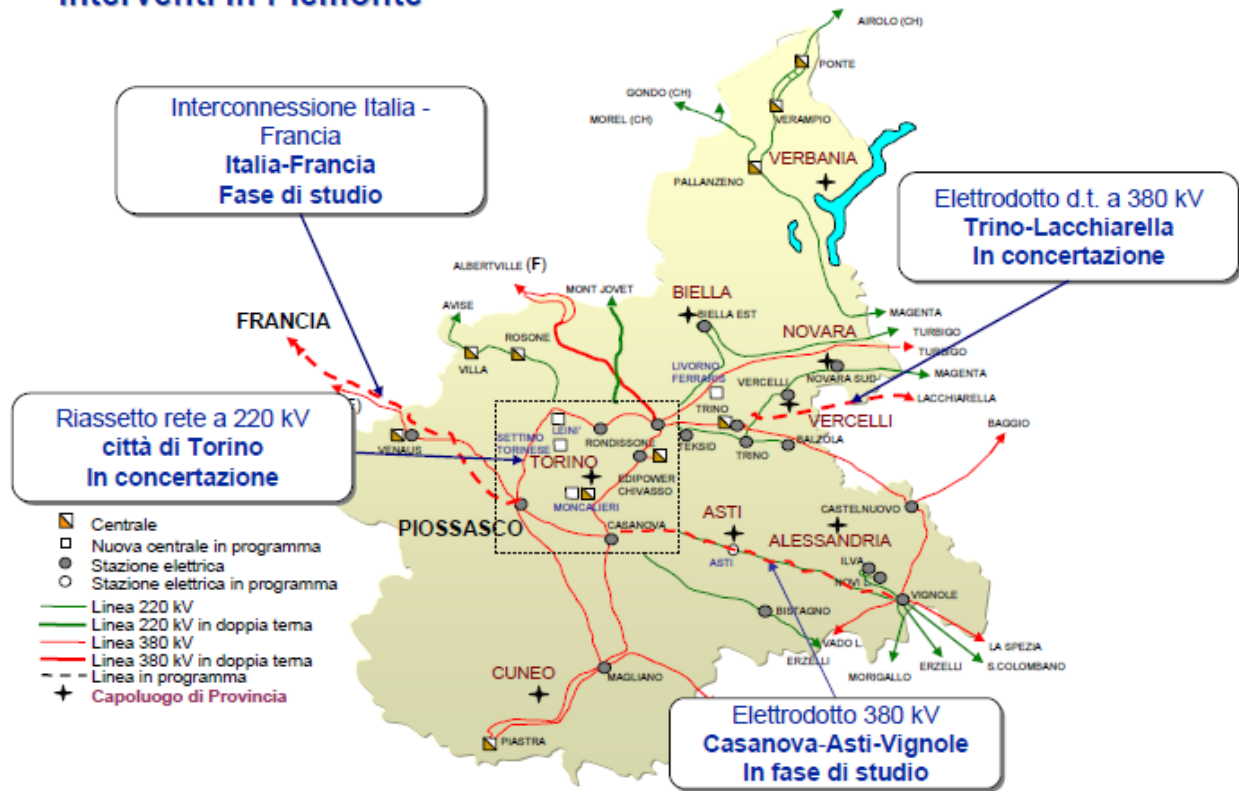 Interventi in Piemonte
AIROLO (CH)
PONTE
GONDO (CH)
VERAMPIO
MOREL (CH)
VERBANIA
PALLANZENO
Interconnessione Italia -
Francia
Italia-Francia
Fase di studio
Elettrodotto d.t. a 380 kV
Trino-Lacchiarella
In concertazione
ALBERTVILLE (F)
MONT JOVET
AVISE
BIELLA
BIELLA EST
MAGENTA
FRANCIA
ROSONE
NOVARA
TURBIGO
TURBIGO
VILLA
LIVORNO
FERRARIS
VERCELLI
NOVARA SUD
MAGENTA
TRINO
LACCHIARELLA
Riassetto rete a 220 kV
città di Torino
In concertazione
LEINI'
SETTIMO
TORINESE
RONDISSONE
VERCELLI
BAGGIO
VENAUS
TEKSID
TRINO
BALZOLA
TORINO
EDIPOWER
CHIVASSO
MONCALIERI
PIOSSASCO
CASANOVA
ASTI
CASTELNUOVO
ASTI
ALESSANDRIA
ILVA
NOVI L.
VIGNOLE
BISTAGNO
VADO L.
ERZELLI
LA SPEZIA
S.COLOMBANO
ERZELLI
MORIGALLO
Centrale
Nuova centrale in programma
Stazione elettrica
Stazione elettrica in programma
Linea 220 kV
Linea 220 kV in doppia terna
Linea 380 kV
Linea 380 kV in doppia terna
Linea in programma
Capoluogo di Provincia
CUNEO
MAGLIANO
PIASTRA
Elettrodotto 380 kV
Casanova-Asti-Vignole
In fase di studio